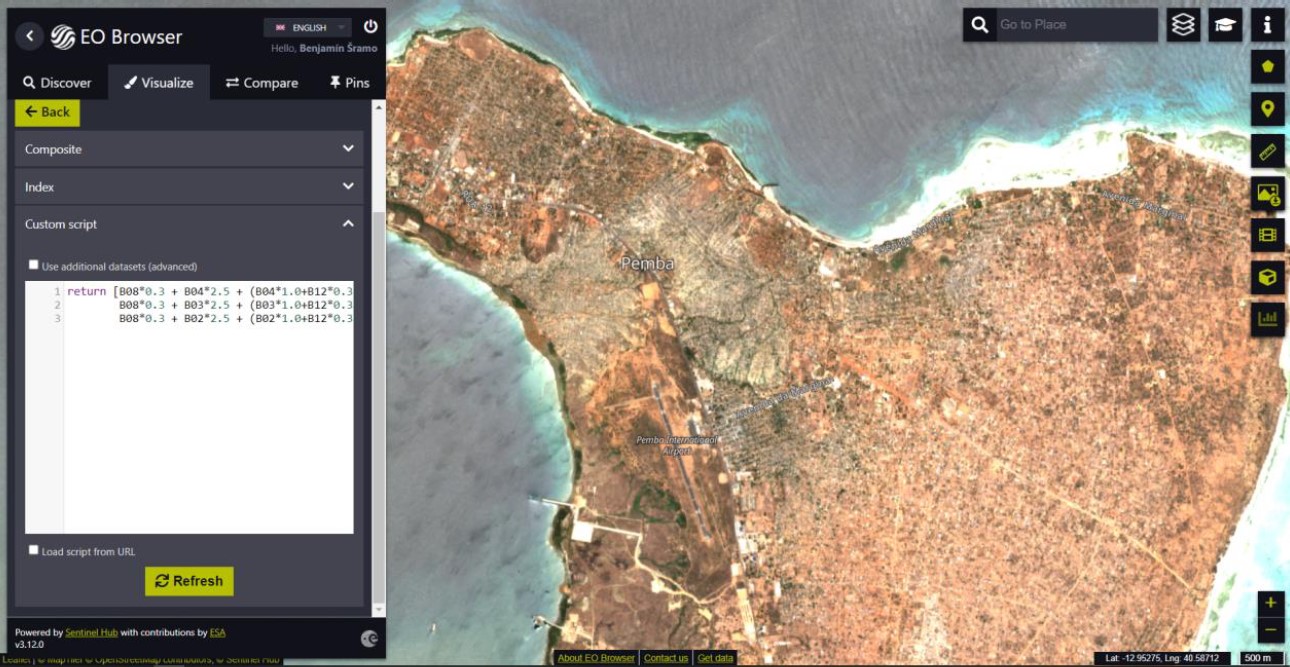 EO Browser
ENGLISH
Hello, Benjamin Šramo
Discover
Visualize
Compare
Pins
Back
Composite
Index
Custom script
Use additional datasets (advanced)
1 return [B08*0.3 + B04*2.5 + (B04*1.0+B12*0.3
2 B08*0.3 + B03*2.5 + (B03*1.0+B12*0.3
3 B08*0.3 + B02*2.5 + (B02*1.0+B12*0.3
Load script from URL
Refresh
Powered by Sentinel Hub with contributions by ESA
v3.12.0
Go to Place
Pemba
Pemba International
Airport
About EO Browser
Contact us
Get data
Lat: -12.95275, Lng: 40.58712
500 m